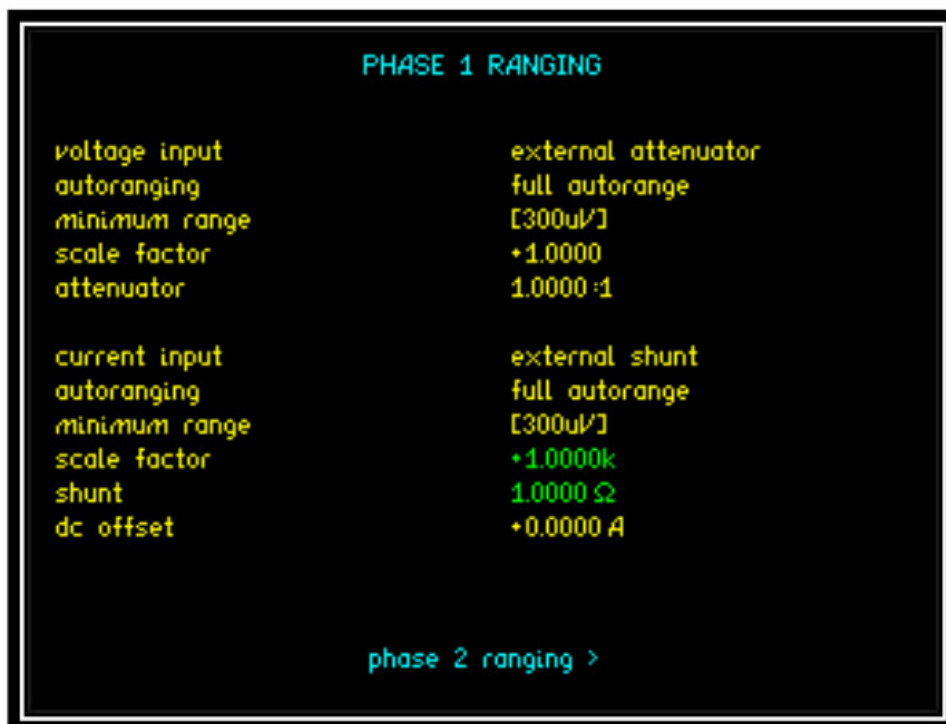 PHASE 1 RANGING
voltage input external attenuator
autoranging full autorange
minimum range [300uV]
scale factor +1.0000
attenuator 1.0000:1
current input external shunt
autoranging full autorange
minimum range [300uV]
scale factor +1.0000k
shunt 1.0000 Ω
dc offset +0.0000 A
phase 2 ranging >